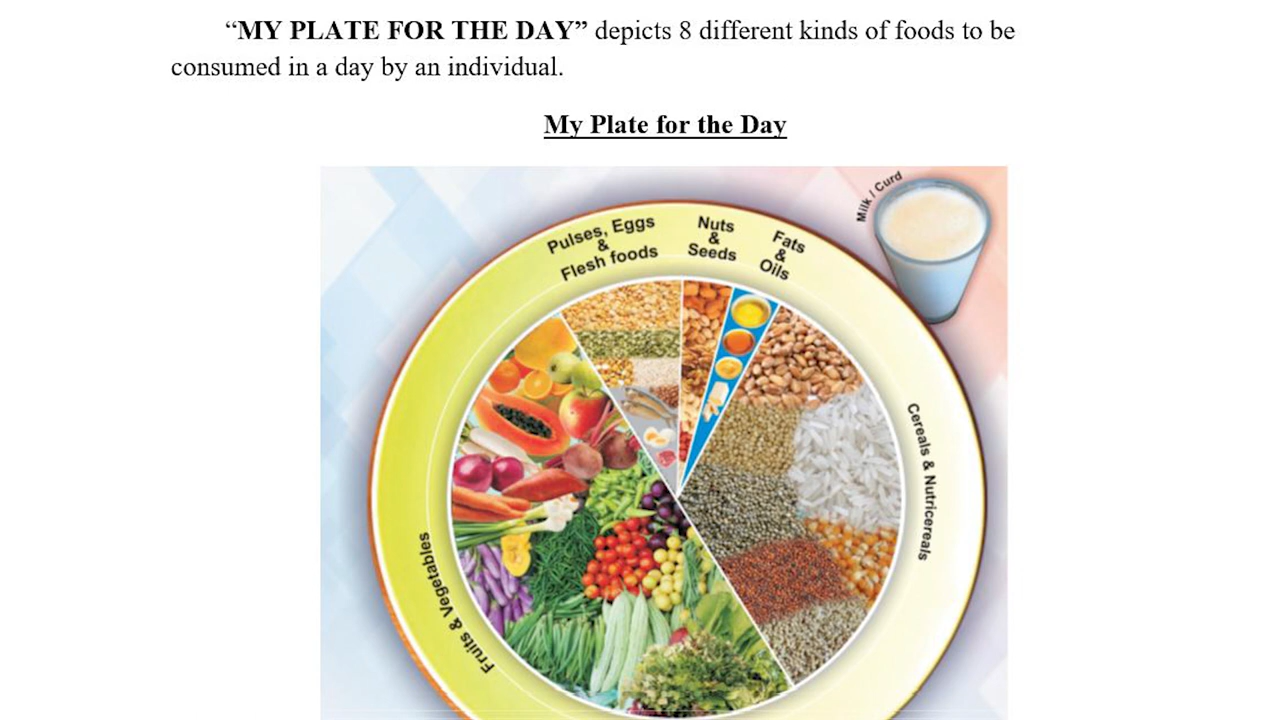 “MY PLATE FOR THE DAY” depicts 8 different kinds of foods to be
consumed in a day by an individual.
My Plate for the Day
Milk / Curd
Pulses, Eggs
&
Flesh foods
Nuts
&
Seeds
Fats
&
Oils
Cereals & Nutricereals
Fruits & Vegetables